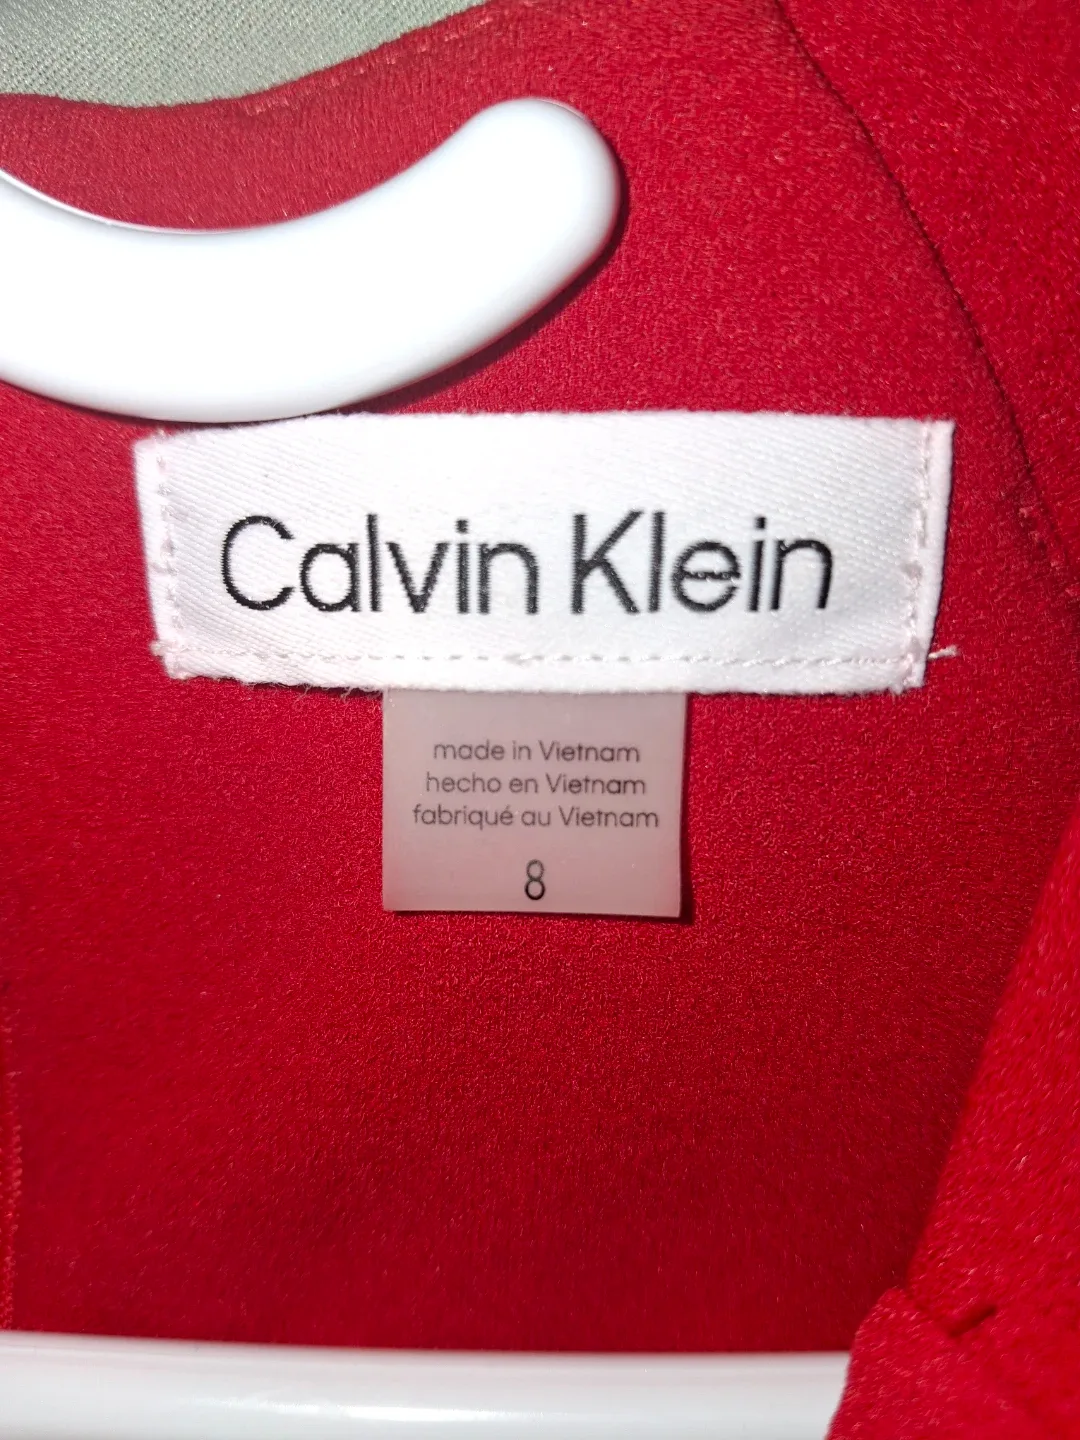 Calvin Klein
made in Vietnam
hecho en Vietnam
fabriqué au Vietnam
8